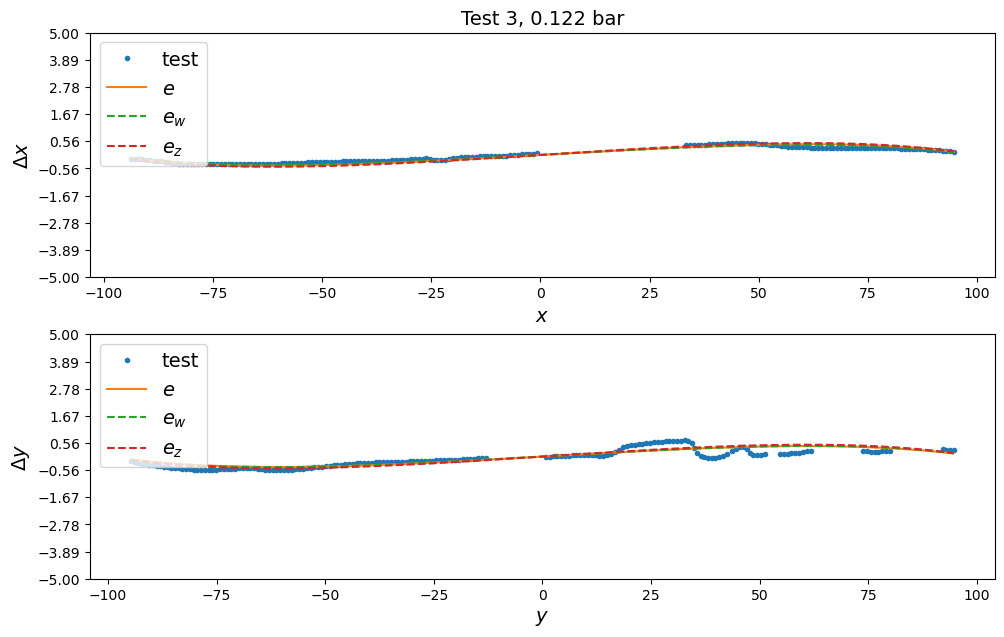 Test 3, 0.122 bar
5.00
3.89
2.78
1.67
0.56
−0.56
−1.67
−2.78
−3.89
−5.00
Δx
test
e
e_w
e_z
−100 −75 −50 −25 0 25 50 75 100
x
5.00
3.89
2.78
1.67
0.56
−0.56
−1.67
−2.78
−3.89
−5.00
Δy
test
e
e_w
e_z
−100 −75 −50 −25 0 25 50 75 100
y